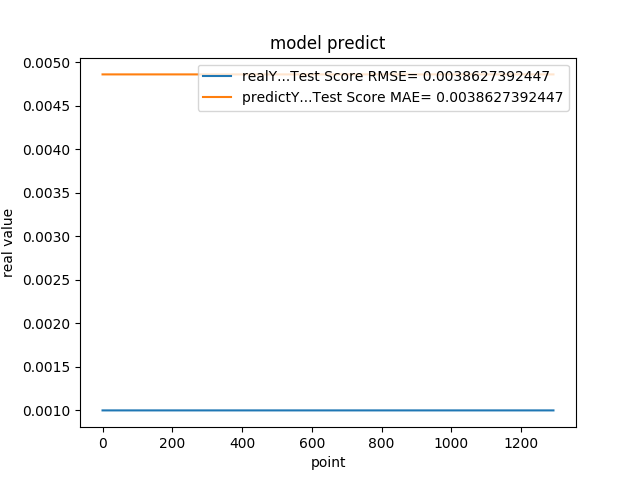 model predict
realY...Test Score RMSE= 0.0038627392447
predictY...Test Score MAE= 0.0038627392447
0.0050
0.0045
0.0040
0.0035
0.0030
0.0025
0.0020
0.0015
0.0010
real value
0 200 400 600 800 1000 1200
point